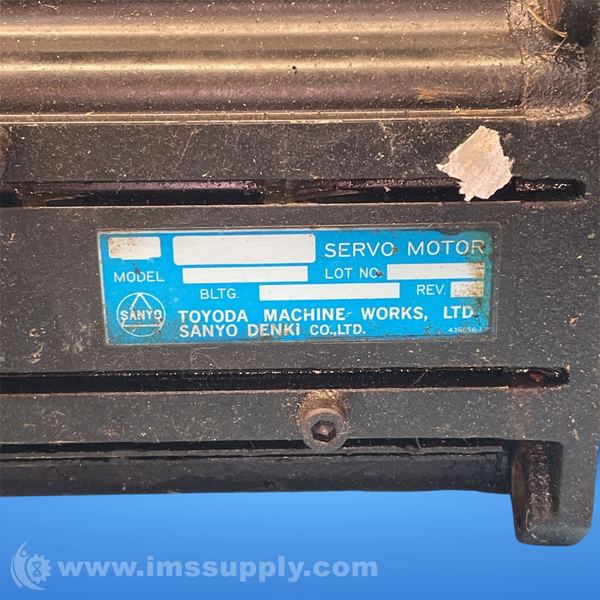 SERVO MOTOR
MODEL LOT NO.
BLTG. REV.
SANYO
TOYODA MACHINE WORKS, LTD.
SANYO DENKI CO.,LTD.
www.imssupply.com